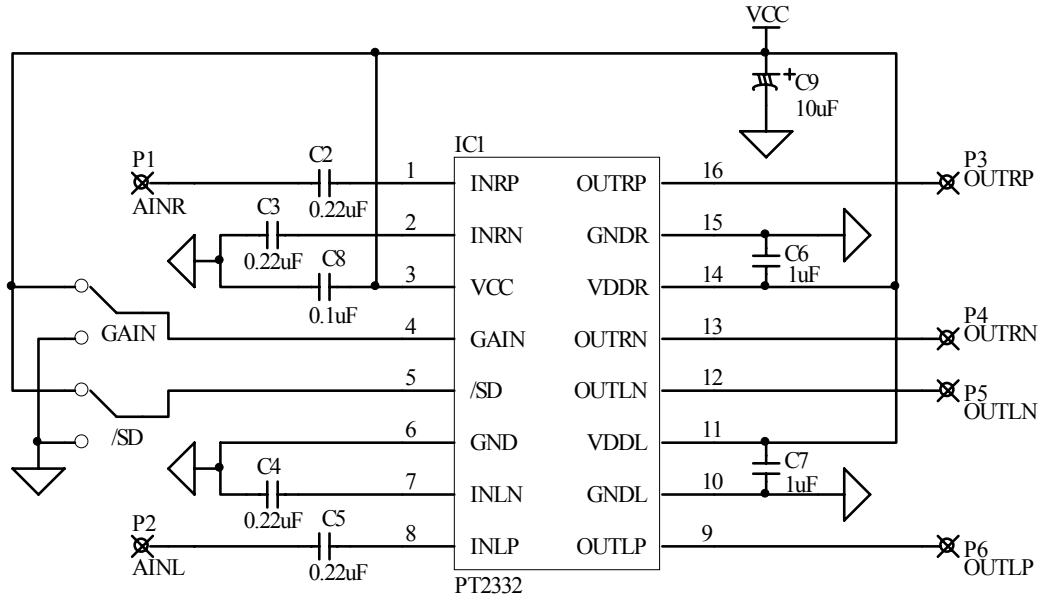 VCC
+
C9
10uF
IC1
P1
AINR
C2
0.22uF
1
INRP
OUTRP
16
P3
OUTRP
C3
0.22uF
2
INRN
GNDR
15
C6
1uF
C8
0.1uF
3
VCC
VDDR
14
GAIN
4
GAIN
OUTRN
13
P4
OUTRN
5
/SD
OUTLN
12
P5
OUTLN
/SD
6
GND
VDDL
11
C4
0.22uF
7
INLN
GNDL
10
C7
1uF
P2
AINL
C5
0.22uF
8
INLP
OUTLP
9
P6
OUTLP
PT2332